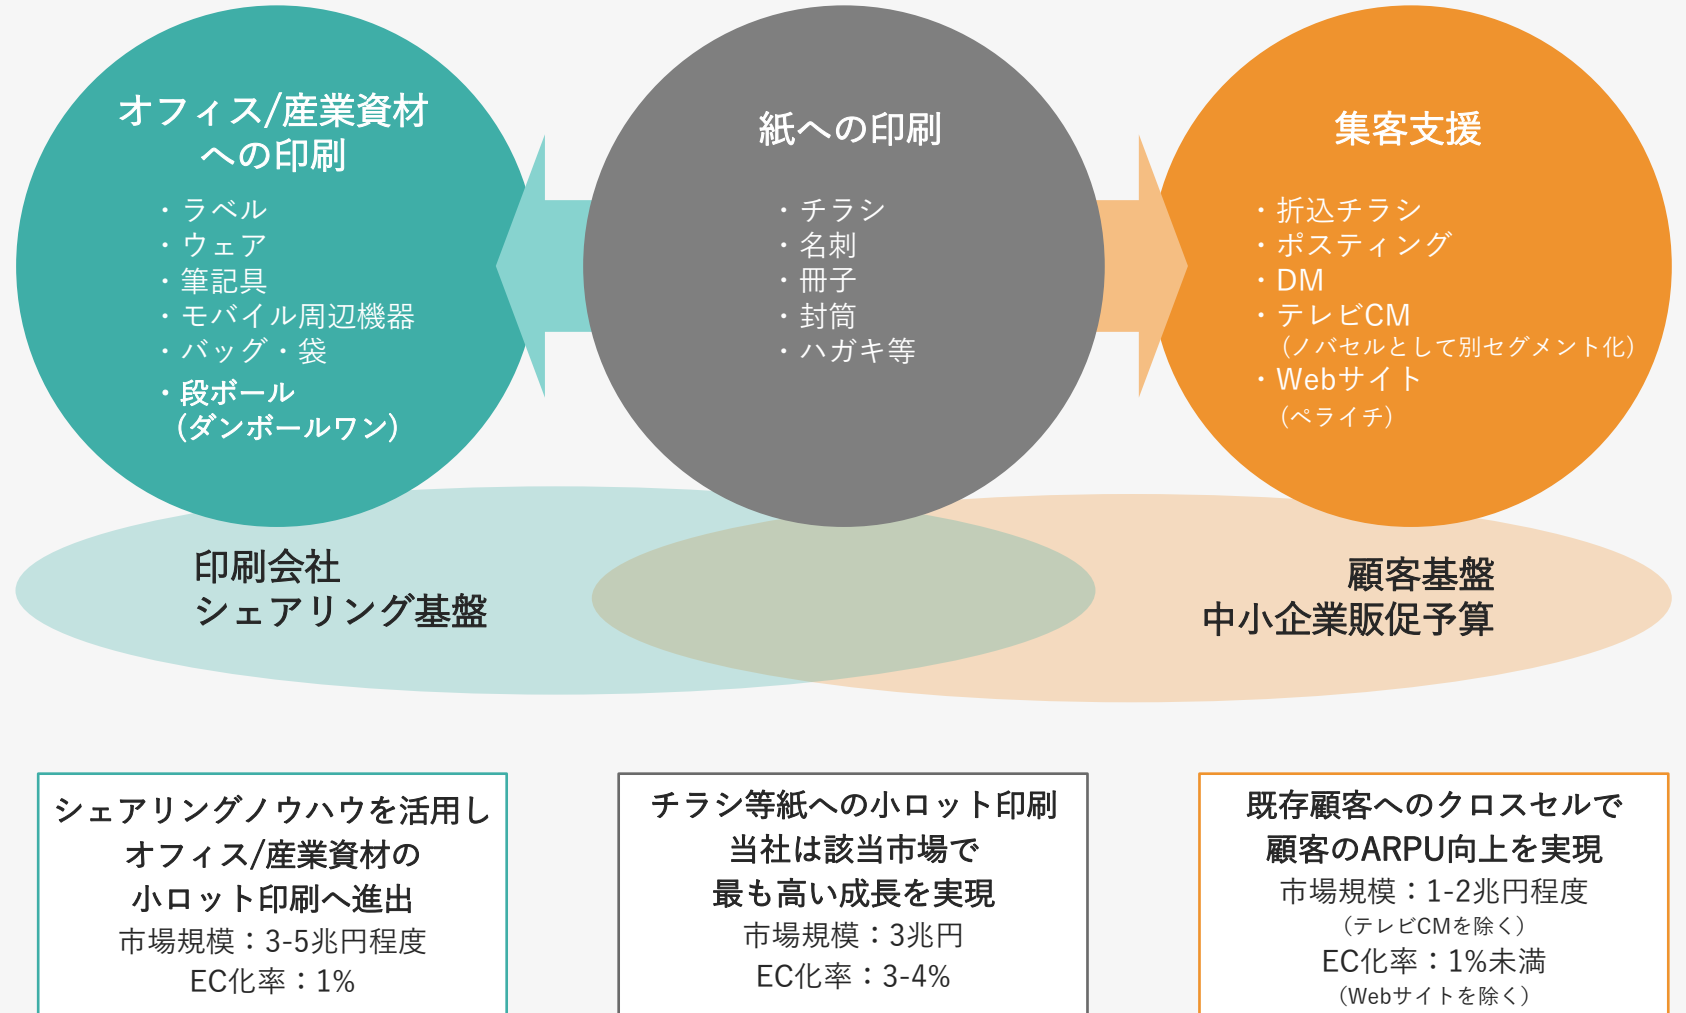 オフィス/産業資材
への印刷
・ラベル
・ウェア
・筆記具
・モバイル周辺機器
・バッグ・袋
・段ボール
（ダンボールワン）
紙への印刷
・チラシ
・名刺
・冊子
・封筒
・ハガキ等
集客支援
・折込チラシ
・ポスティング
・DM
・テレビCM
（ノバセルとして別セグメント化）
・Webサイト
（ペライチ）
印刷会社
シェアリング基盤
顧客基盤
中小企業販促予算
シェアリングノウハウを活用し
オフィス/産業資材の
小ロット印刷へ進出
市場規模：3-5兆円程度
EC化率：1%
チラシ等紙への小ロット印刷
当社は該当市場で
最も高い成長を実現
市場規模：3兆円
EC化率：3-4%
既存顧客へのクロスセルで
顧客のARPU向上を実現
市場規模：1-2兆円程度
（テレビCMを除く）
EC化率：1%未満
（Webサイトを除く）